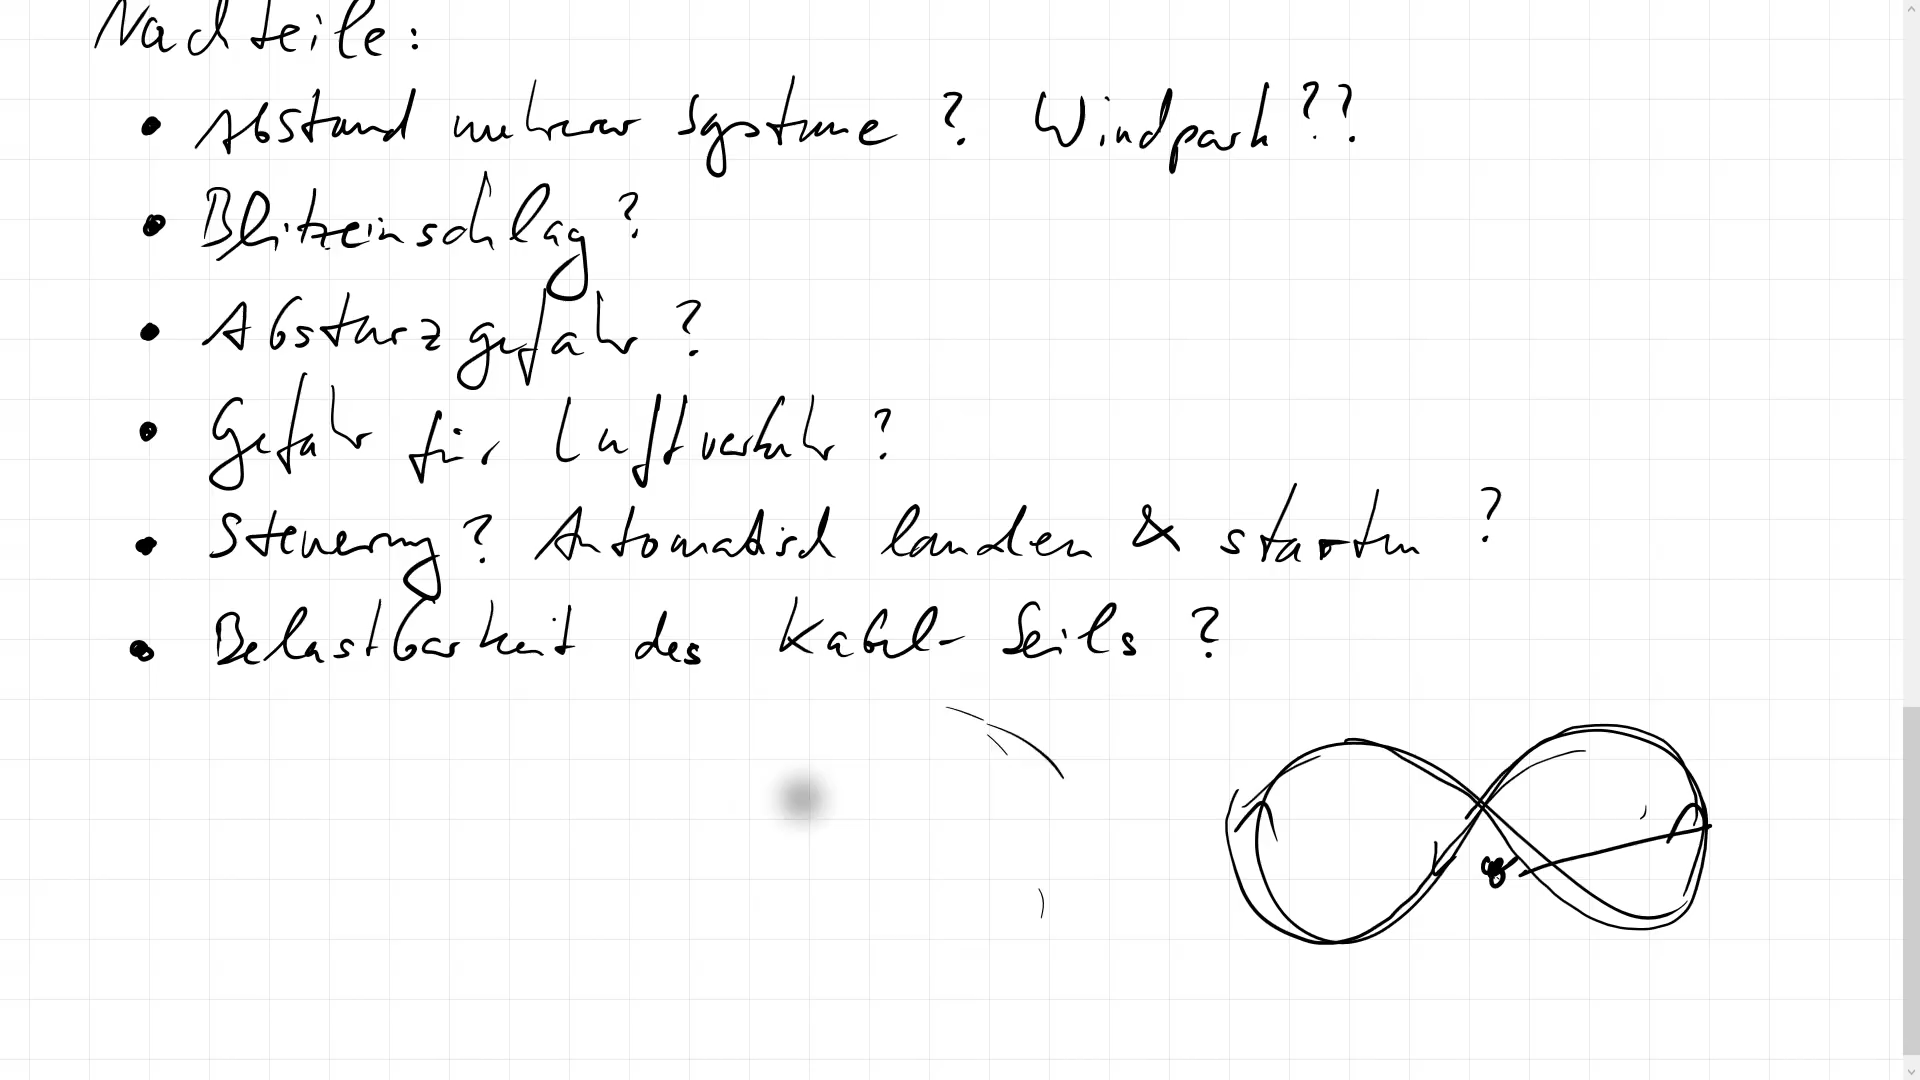 Nachteile:
• Abstand mehrerer Systeme ? Windpark ??
• Blitzeinschlag ?
• Absturzgefahr ?
• Gefahr für Luftverkehr ?
• Steuerung ? Automatisch landen & starten ?
• Belastbarkeit des Kabel-Seils ?